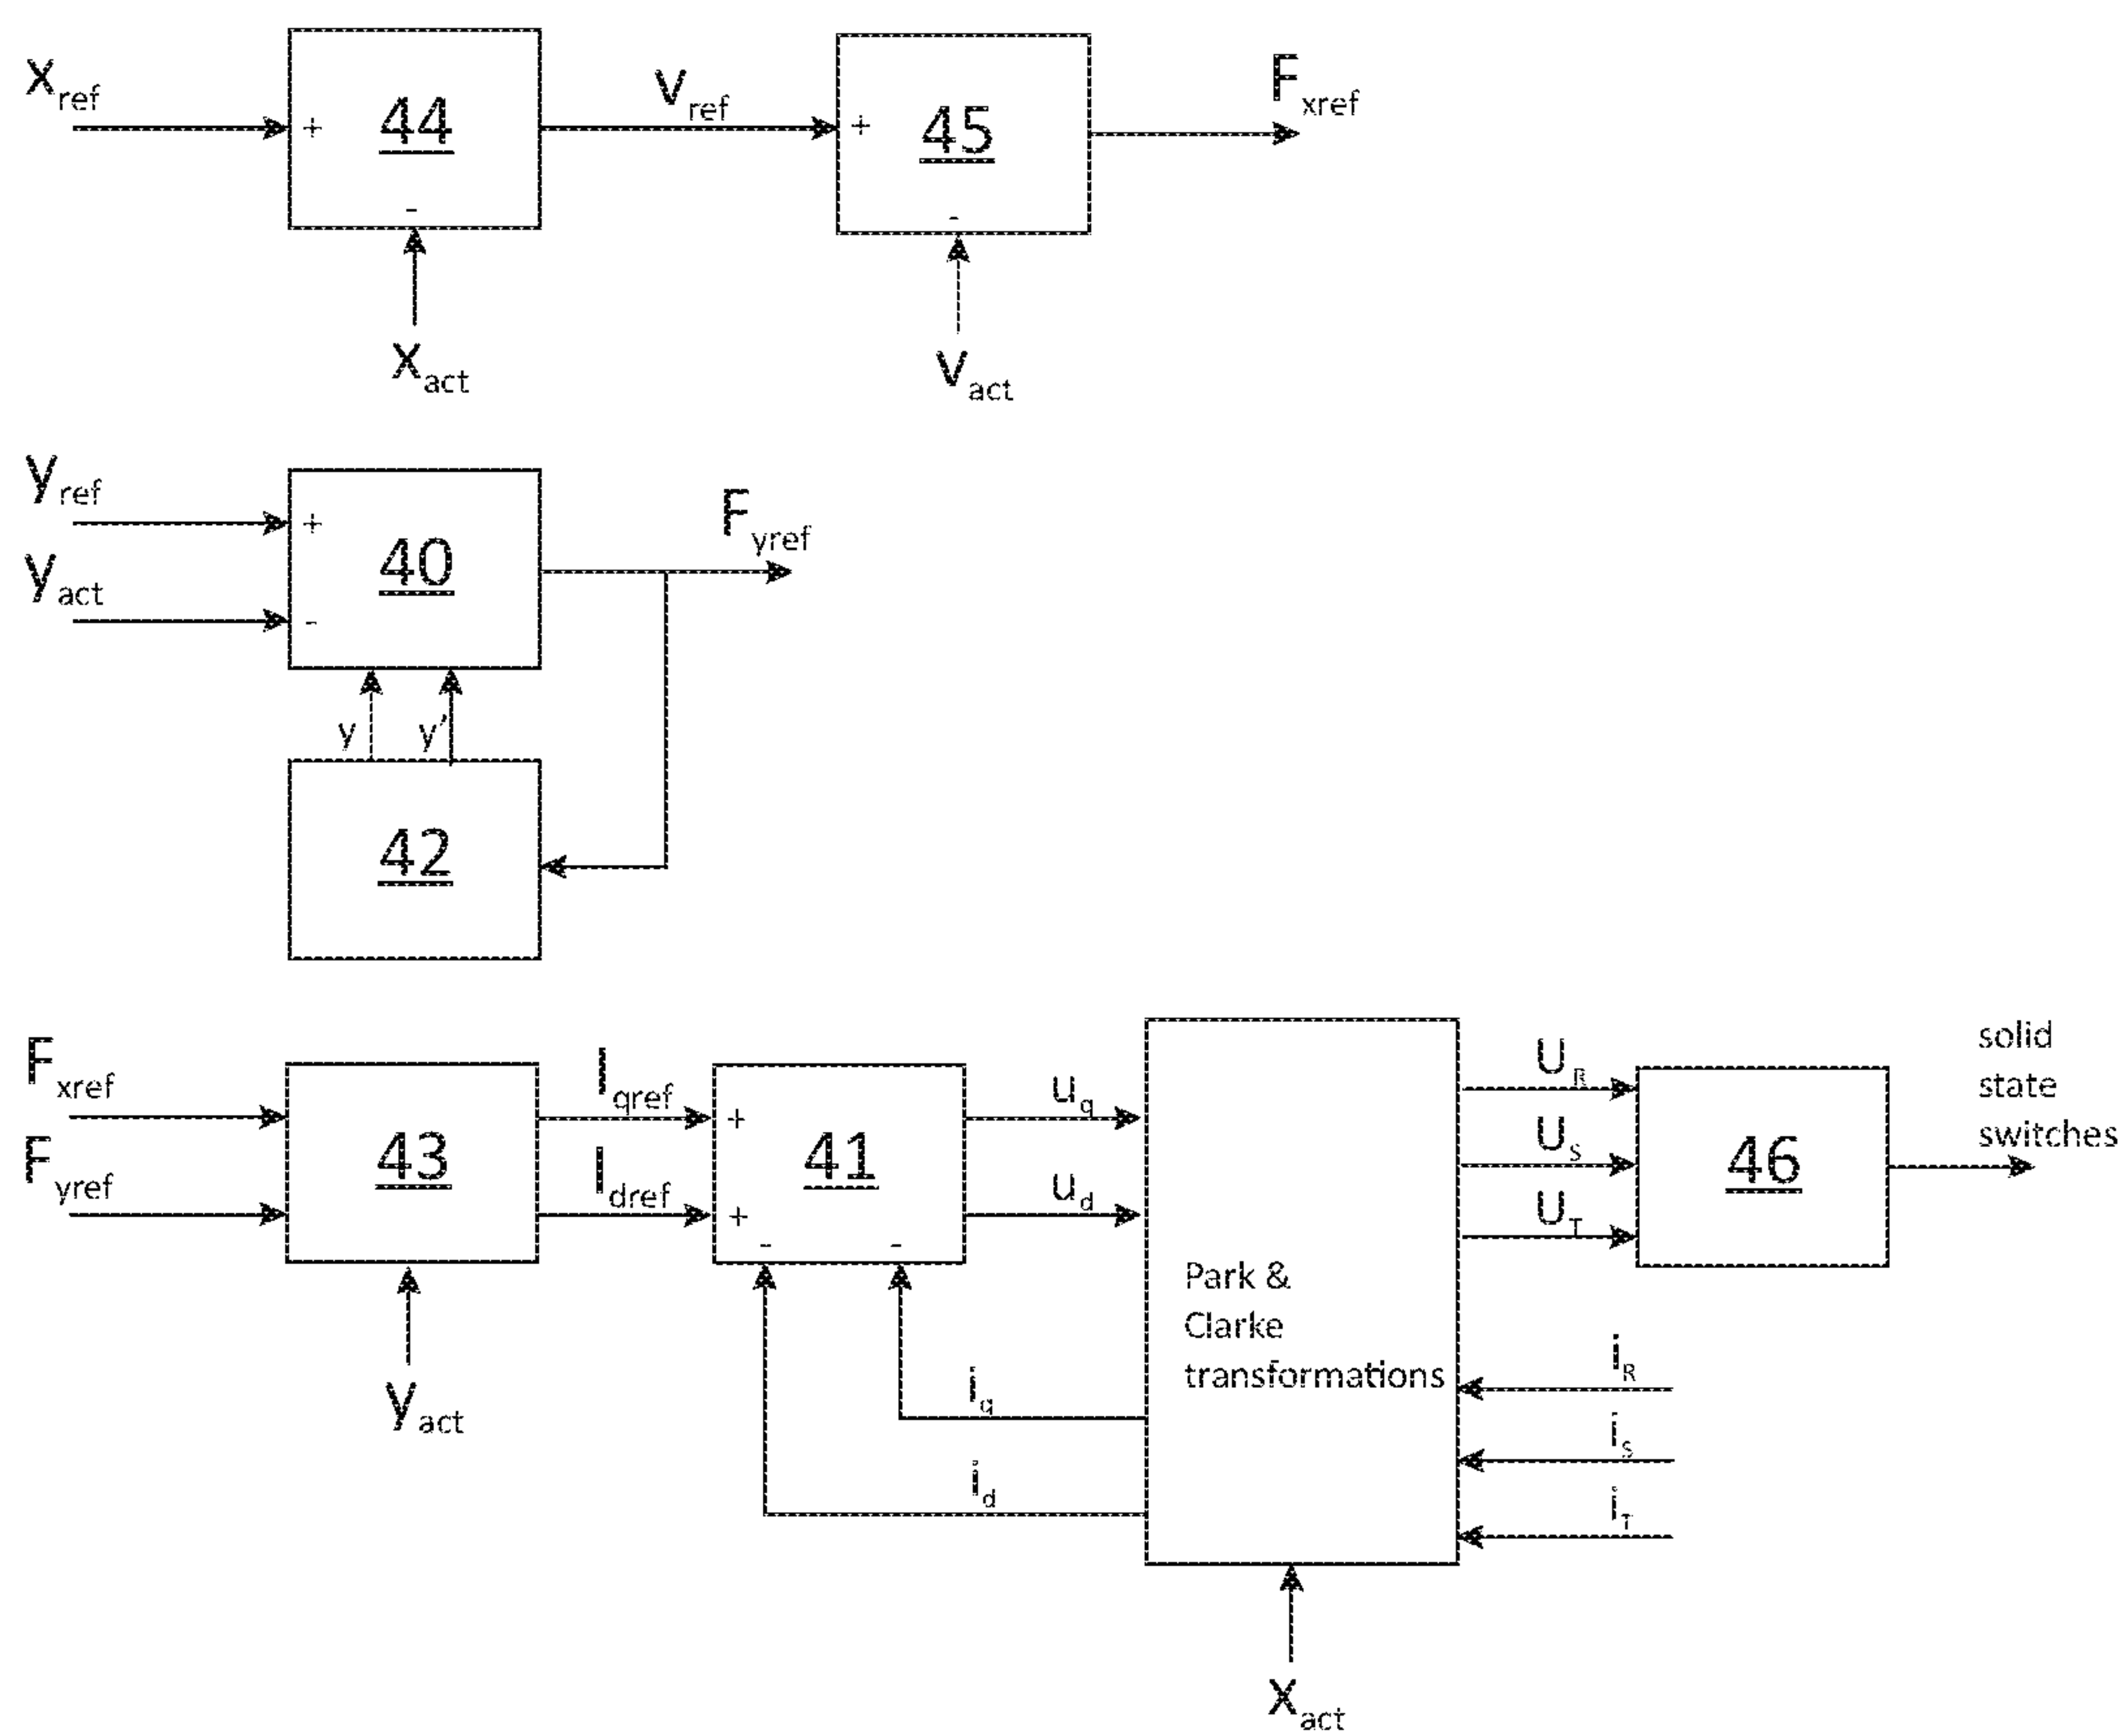 xref
+
44
-
xact
vref
+
45
-
vact
Fxref
yref
yact
+
-
40
Fyref
y
y′
42
Fxref
Fyref
43
yact
Iqref
Idref
+
+
41
-
-
uq
ud
iq
id
Park &
Clarke
transformations
xact
UR
US
UT
46
iR
iS
iT
solid
state
switches